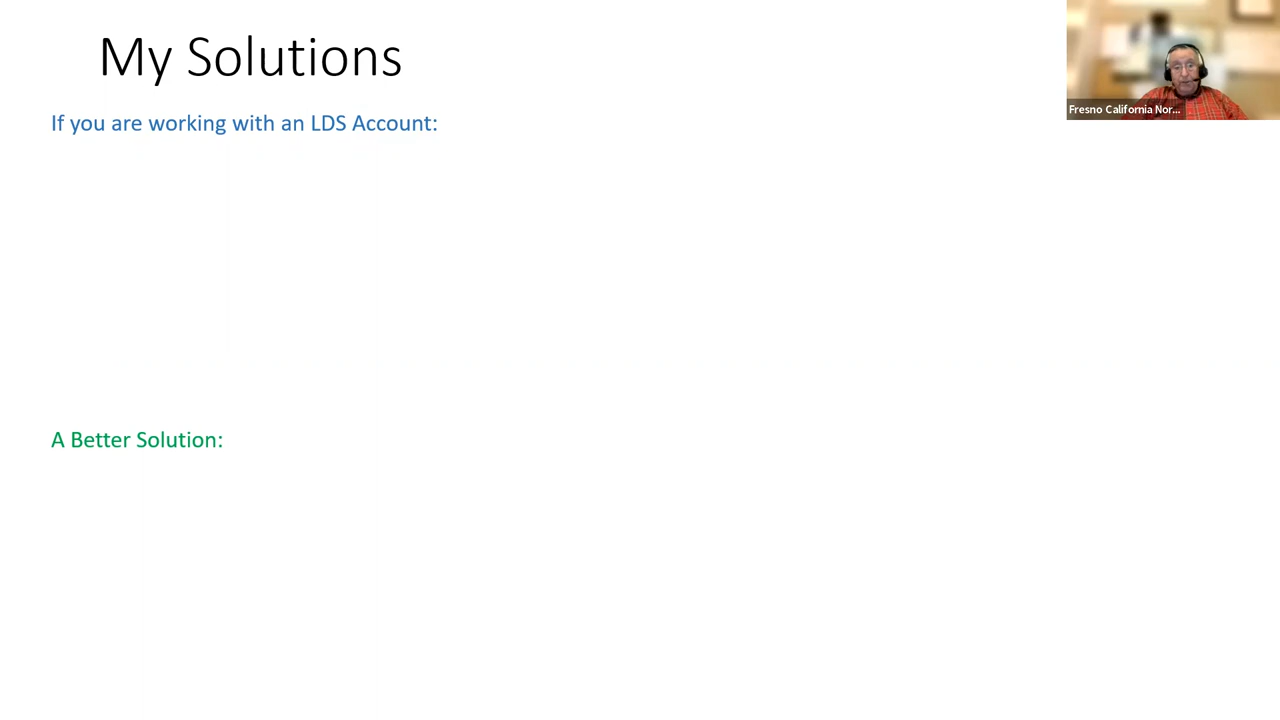 My Solutions
Fresno California Nor...
If you are working with an LDS Account:
A Better Solution: